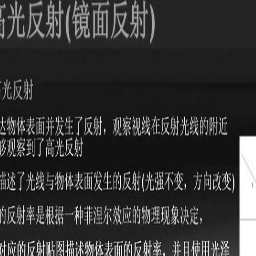 高光反射(镜面反射)
光反射
达物体表面并发生了反射，观察视线在反射光线的附近
够观察到了高光反射
描述了光线与物体表面发生的反射(光强不变，方向改变)
的反射率是根据一种菲涅尔效应的物理现象决定，
对应的反射贴图描述物体表面的反射率，并且使用光泽